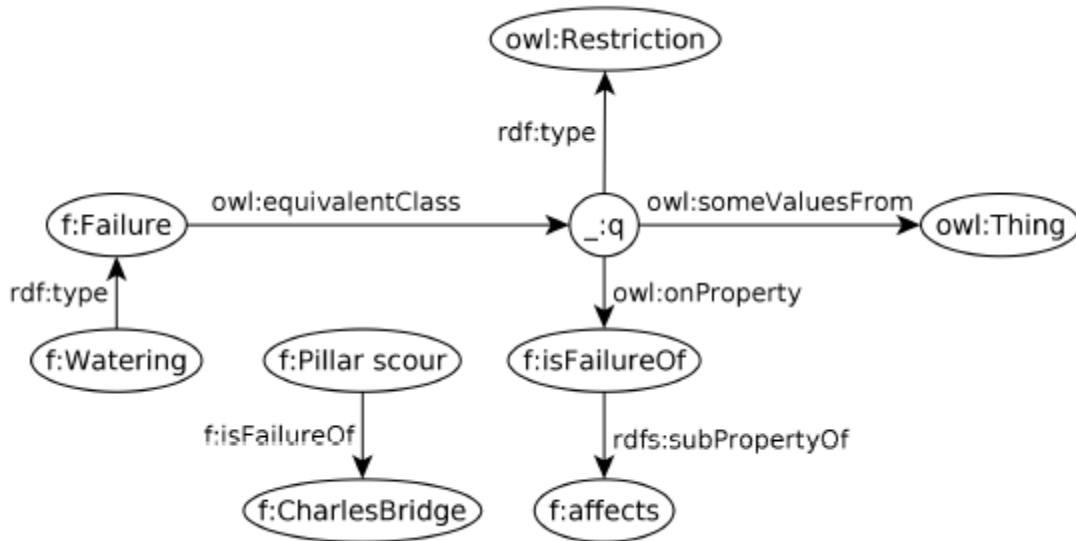 owl:Restriction
rdf:type
owl:equivalentClass
owl:someValuesFrom
f:Failure
_:q
owl:Thing
rdf:type
owl:onProperty
f:Watering
f:Pillar scour
f:isFailureOf
f:isFailureOf
rdfs:subPropertyOf
f:CharlesBridge
f:affects